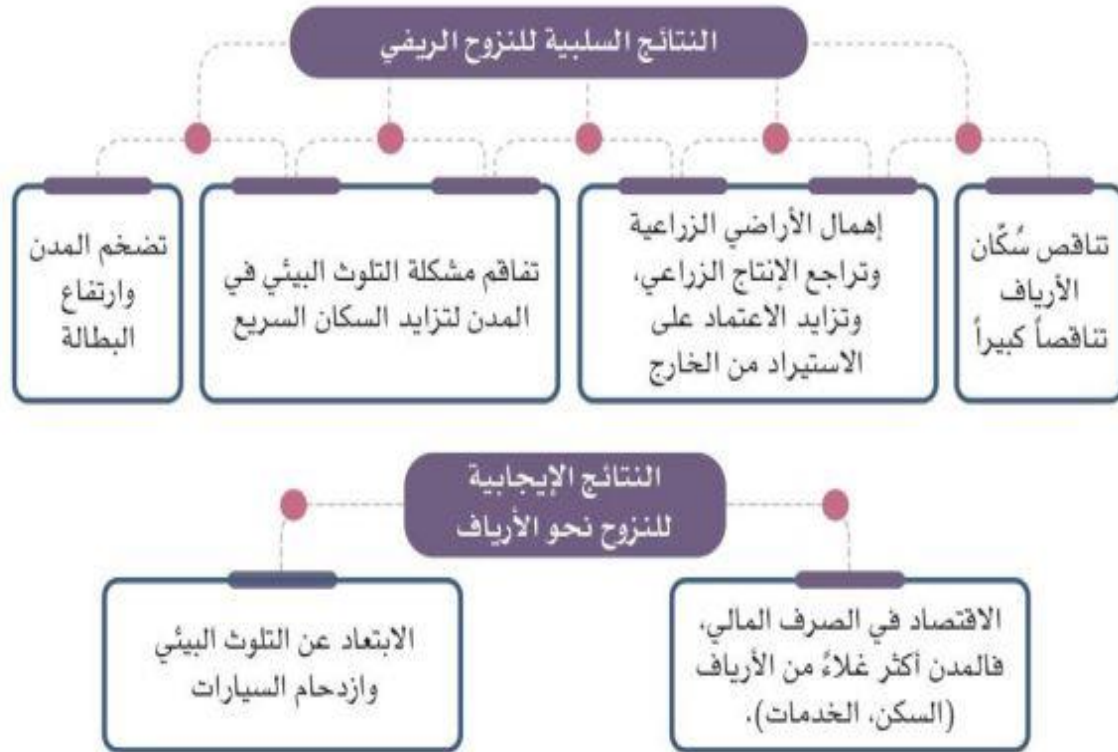 النتائج السلبية للنزوح الريفي
تناقص سُكّان
الأرياف
تناقصاً كبيراً
إهمال الأراضي الزراعية
وتراجع الإنتاج الزراعي،
وتزايد الاعتماد على
الاستيراد من الخارج
تفاقم مشكلة التلوث البيئي في
المدن لتزايد السكان السريع
تضخم المدن
وارتفاع
البطالة
النتائج الإيجابية
للنزوح نحو الأرياف
الاقتصاد في الصرف المالي،
فالمدن أكثر غلاءً من الأرياف
(السكن، الخدمات).
الابتعاد عن التلوث البيئي
وازدحام السيارات